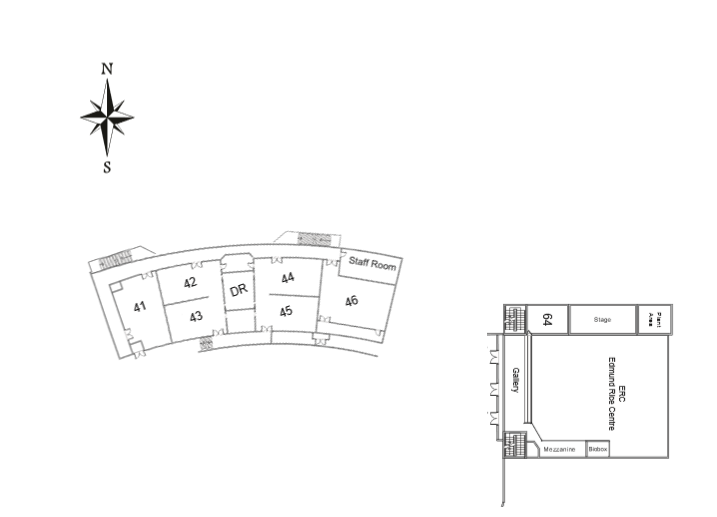 N
S
Staff Room
42
44
41
DR
46
43
45
64
Stage
Plant
Area
Gallery
ERC
Edmund Rice Centre
Mezzanine
Biobox